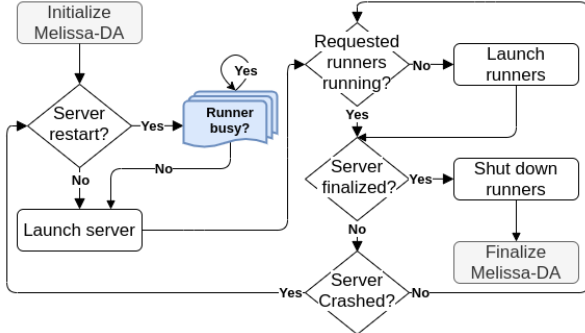 Initialize
Melissa-DA
Server
restart?
Yes
No
Launch server
Yes
Runner
busy?
No
Requested
runners
running?
No
Yes
Launch
runners
Server
finalized?
Yes
No
Shut down
runners
Finalize
Melissa-DA
Server
Crashed?
Yes
No